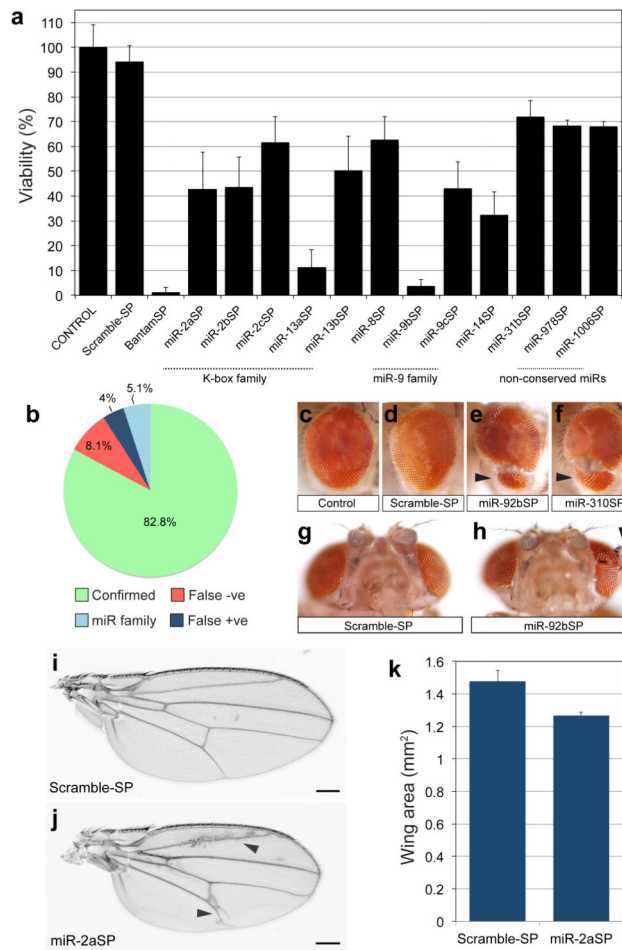 a
Viability (%)
110
100
90
80
70
60
50
40
30
20
10
0
CONTROL
Scramble-SP
BantamSP
miR-2aSP
miR-2bSP
miR-2cSP
miR-13aSP
miR-13bSP
miR-8SP
miR-9bSP
miR-9cSP
miR-14SP
miR-31bSP
miR-978SP
miR-1006SP
K-box family
miR-9 family
non-conserved miRs
b
5.1%
4%
8.1%
82.8%
Confirmed
False -ve
miR family
False +ve
c
d
e
f
Control
Scramble-SP
miR-92bSP
miR-310SP
g
h
Scramble-SP
miR-92bSP
i
Scramble-SP
j
miR-2aSP
k
Wing area (mm²)
1.6
1.4
1.2
1
0.8
0.6
0.4
0.2
0
Scramble-SP
miR-2aSP